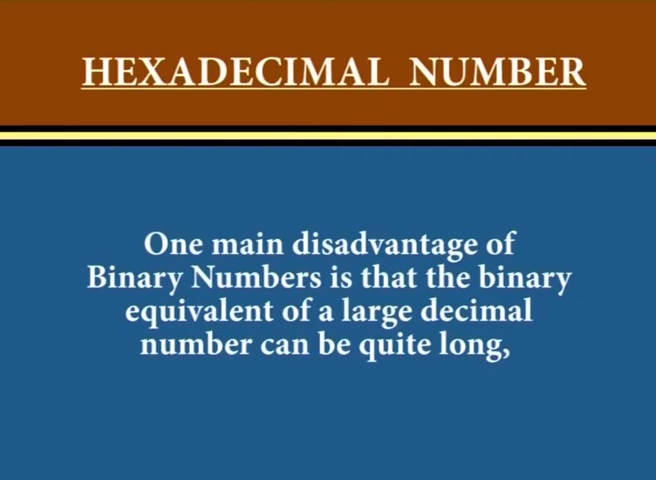 HEXADECIMAL NUMBER
One main disadvantage of
Binary Numbers is that the binary
equivalent of a large decimal
number can be quite long,